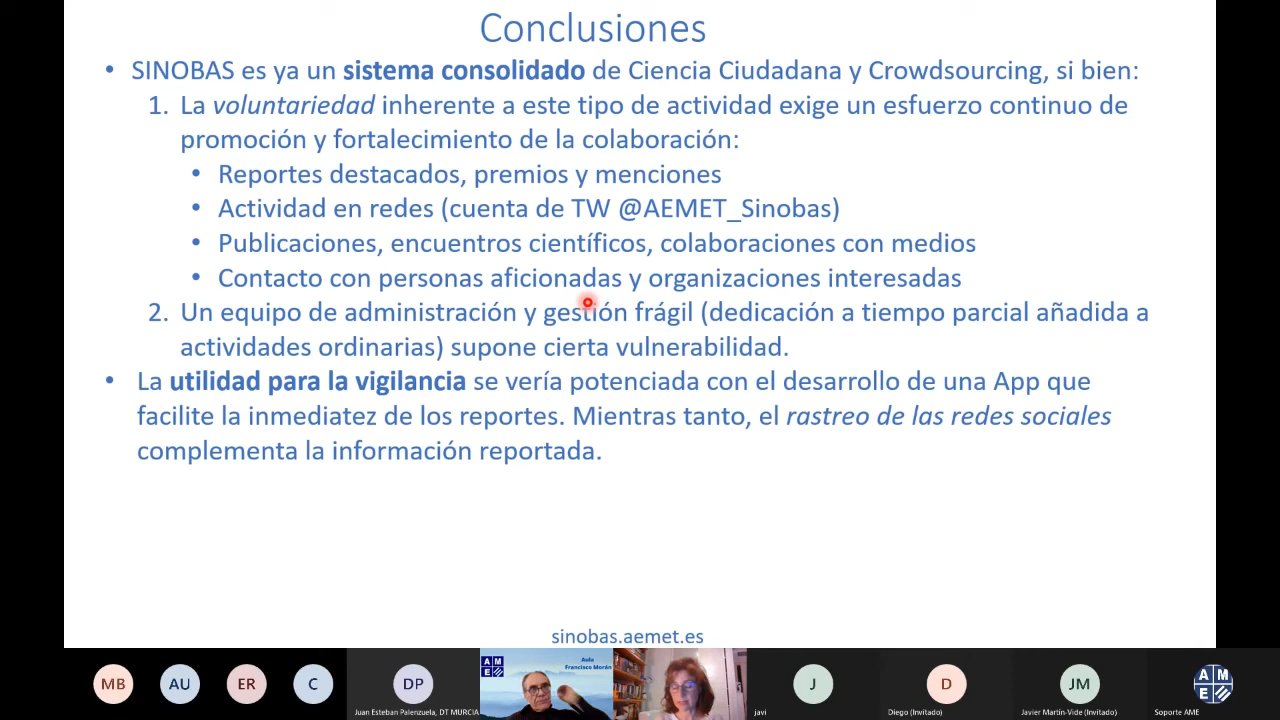 Conclusiones
• SINOBAS es ya un sistema consolidado de Ciencia Ciudadana y Crowdsourcing, si bien:
1. La voluntariedad inherente a este tipo de actividad exige un esfuerzo continuo de
promoción y fortalecimiento de la colaboración:
• Reportes destacados, premios y menciones
• Actividad en redes (cuenta de TW @AEMET_Sinobas)
• Publicaciones, encuentros científicos, colaboraciones con medios
• Contacto con personas aficionadas y organizaciones interesadas
2. Un equipo de administración y gestión frágil (dedicación a tiempo parcial añadida a
actividades ordinarias) supone cierta vulnerabilidad.
• La utilidad para la vigilancia se vería potenciada con el desarrollo de una App que
facilite la inmediatez de los reportes. Mientras tanto, el rastreo de las redes sociales
complementa la información reportada.
sinobas.aemet.es
MB
AU
ER
C
DP
Juan Esteban Palenzuela, DT MURCIA
A M
E
Aula
Francisco Morán
J
javi
D
Diego (Invitado)
JM
Javier Martín-Vide (Invitado)
A M
E
Soporte AME